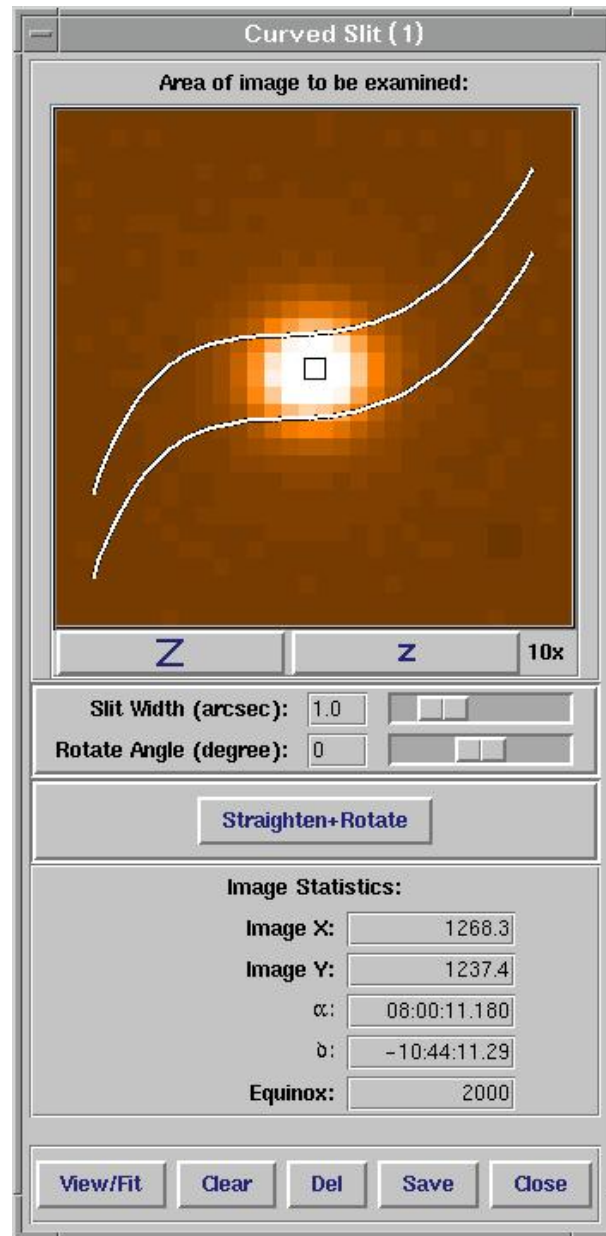 Curved Slit (1)
Area of image to be examined:
Z z 10x
Slit Width (arcsec): 1.0
Rotate Angle (degree): 0
Straighten+Rotate
Image Statistics:
Image X: 1268.3
Image Y: 1237.4
α: 08:00:11.180
δ: -10:44:11.29
Equinox: 2000
View/Fit Clear Del Save Close